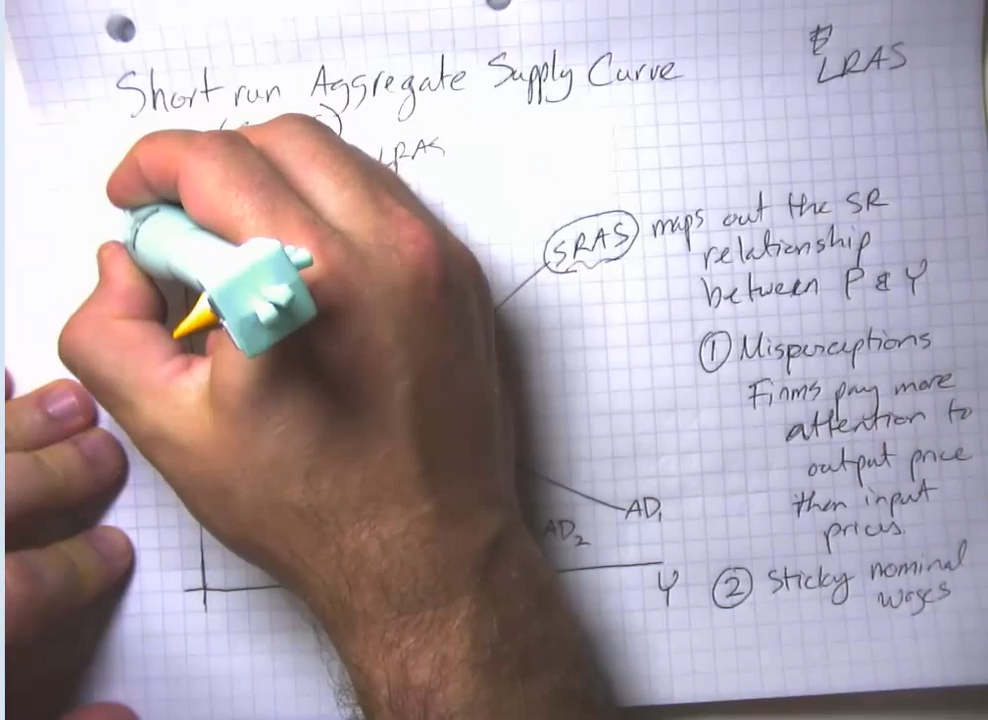 Short run Aggregate Supply Curve
LRAS
LRAS
SRAS maps out the SR
relationship
between P & Y
① Misperceptions
Firms pay more
attention to
output price
then input
prices.
AD₁
AD₂
Y
② Sticky nominal
wages